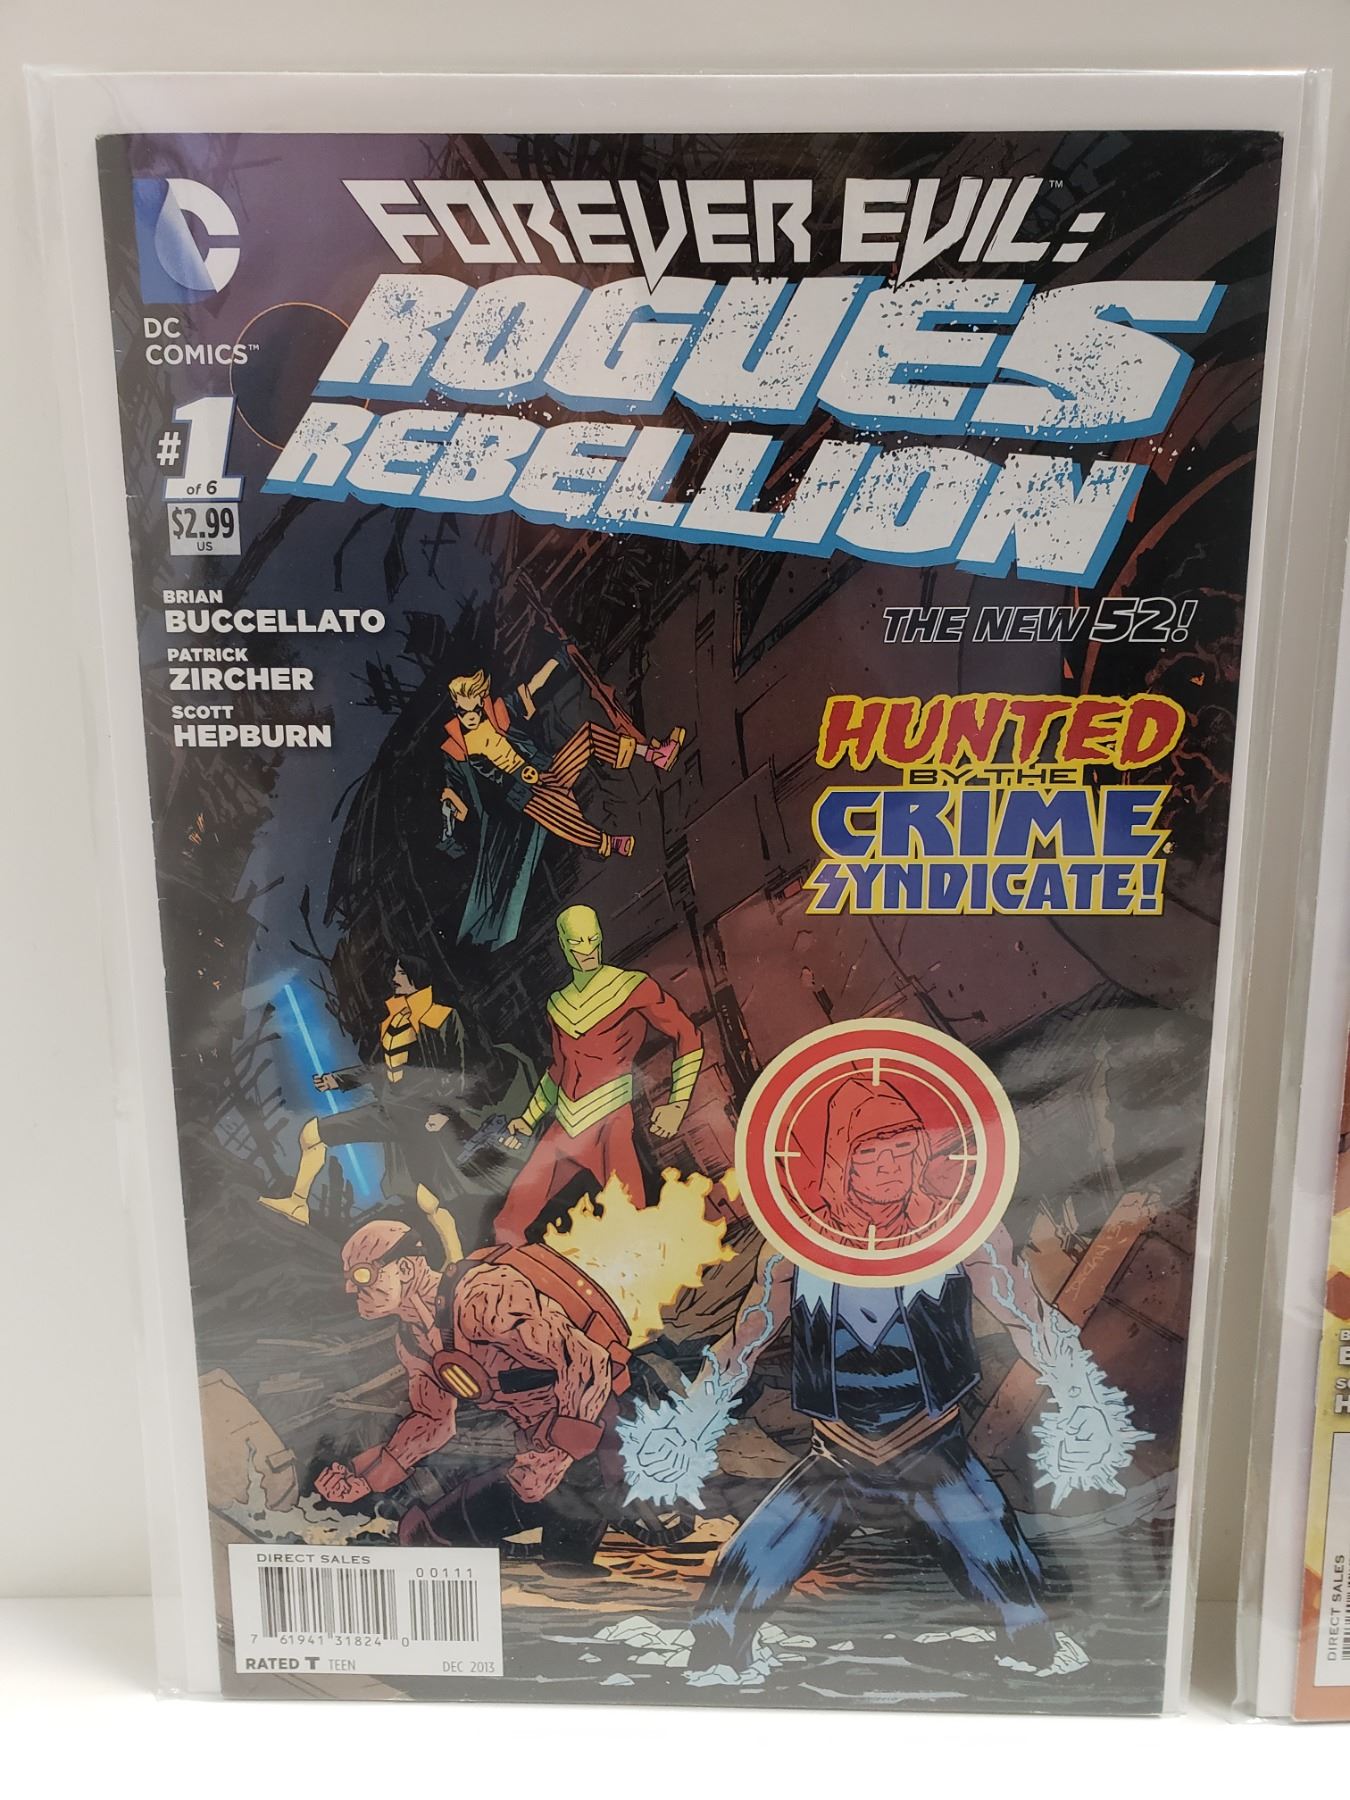 FOREVER EVIL:™
ROGUES
REBELLION
DC
COMICS™
#1
of 6
$2.99
US
BRIAN
BUCCELLATO
PATRICK
ZIRCHER
SCOTT
HEPBURN
THE NEW 52!
HUNTED
BY THE
CRIME
SYNDICATE!
DIRECT SALES
00111
7 61941 31824 0
RATED T TEEN DEC 2013
DIRECT SALES